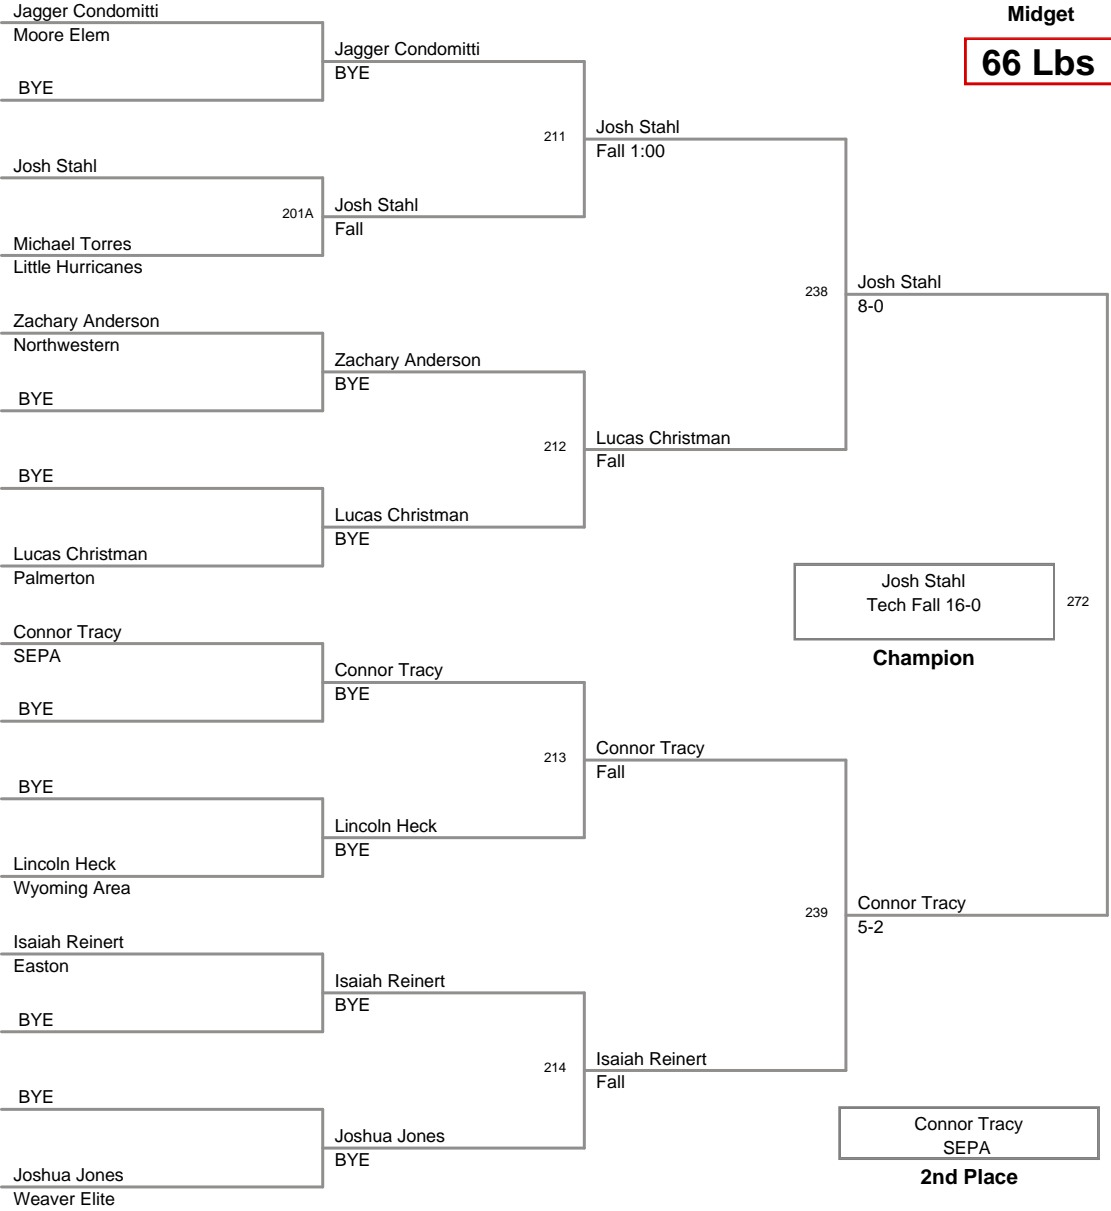 Jagger Condomitti
Moore Elem
BYE
Josh Stahl
201A
Michael Torres
Little Hurricanes
Zachary Anderson
Northwestern
BYE
BYE
Lucas Christman
Palmerton
Connor Tracy
SEPA
BYE
BYE
Lincoln Heck
Wyoming Area
Isaiah Reinert
Easton
BYE
BYE
Joshua Jones
Weaver Elite
Jagger Condomitti
BYE
211
Josh Stahl
Fall
Zachary Anderson
BYE
212
Lucas Christman
BYE
Connor Tracy
BYE
213
Lincoln Heck
BYE
Isaiah Reinert
BYE
214
Joshua Jones
BYE
Josh Stahl
Fall 1:00
238
Lucas Christman
Fall
Connor Tracy
Fall
239
Isaiah Reinert
Fall
Midget
66 Lbs
Josh Stahl
8-0
Josh Stahl
Tech Fall 16-0
272
Champion
Connor Tracy
5-2
Connor Tracy
SEPA
2nd Place